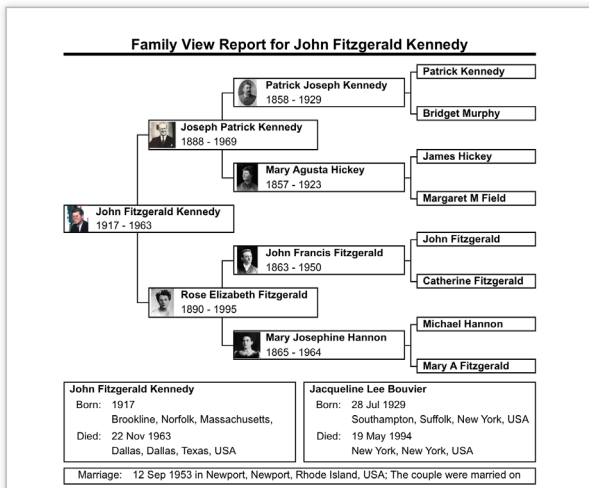 Family View Report for John Fitzgerald Kennedy
Patrick Kennedy
Patrick Joseph Kennedy
1858 - 1929
Bridget Murphy
Joseph Patrick Kennedy
1888 - 1969
James Hickey
Mary Agusta Hickey
1857 - 1923
Margaret M Field
John Fitzgerald Kennedy
1917 - 1963
John Fitzgerald
John Francis Fitzgerald
1863 - 1950
Catherine Fitzgerald
Rose Elizabeth Fitzgerald
1890 - 1995
Michael Hannon
Mary Josephine Hannon
1865 - 1964
Mary A Fitzgerald
John Fitzgerald Kennedy
Born: 1917
Brookline, Norfolk, Massachusetts,
Died: 22 Nov 1963
Dallas, Dallas, Texas, USA
Jacqueline Lee Bouvier
Born: 28 Jul 1929
Southampton, Suffolk, New York, USA
Died: 19 May 1994
New York, New York, USA
Marriage: 12 Sep 1953 in Newport, Newport, Rhode Island, USA; The couple were married on